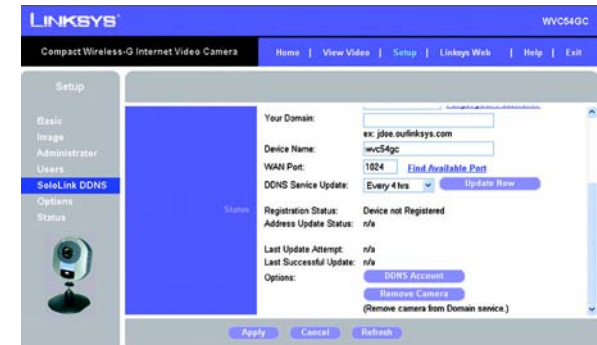 LINKSYS
WVC54GC
Compact Wireless-G Internet Video Camera
Home | View Video | Setup | Linksys Web | Help | Exit
Setup
Basic
Image
Administrator
Users
SoloLink DDNS
Options
Status
Your Domain:
ex: jdoe.ourlinksys.com
Device Name: wvc54gc
WAN Port: 1024 Find Available Port
DDNS Service Update: Every 4 hrs Update Now
Status
Registration Status: Device not Registered
Address Update Status: n/a
Last Update Attempt: n/a
Last Successful Update: n/a
Options: DDNS Account
Remove Camera
(Remove camera from Domain service.)
Apply Cancel Refresh